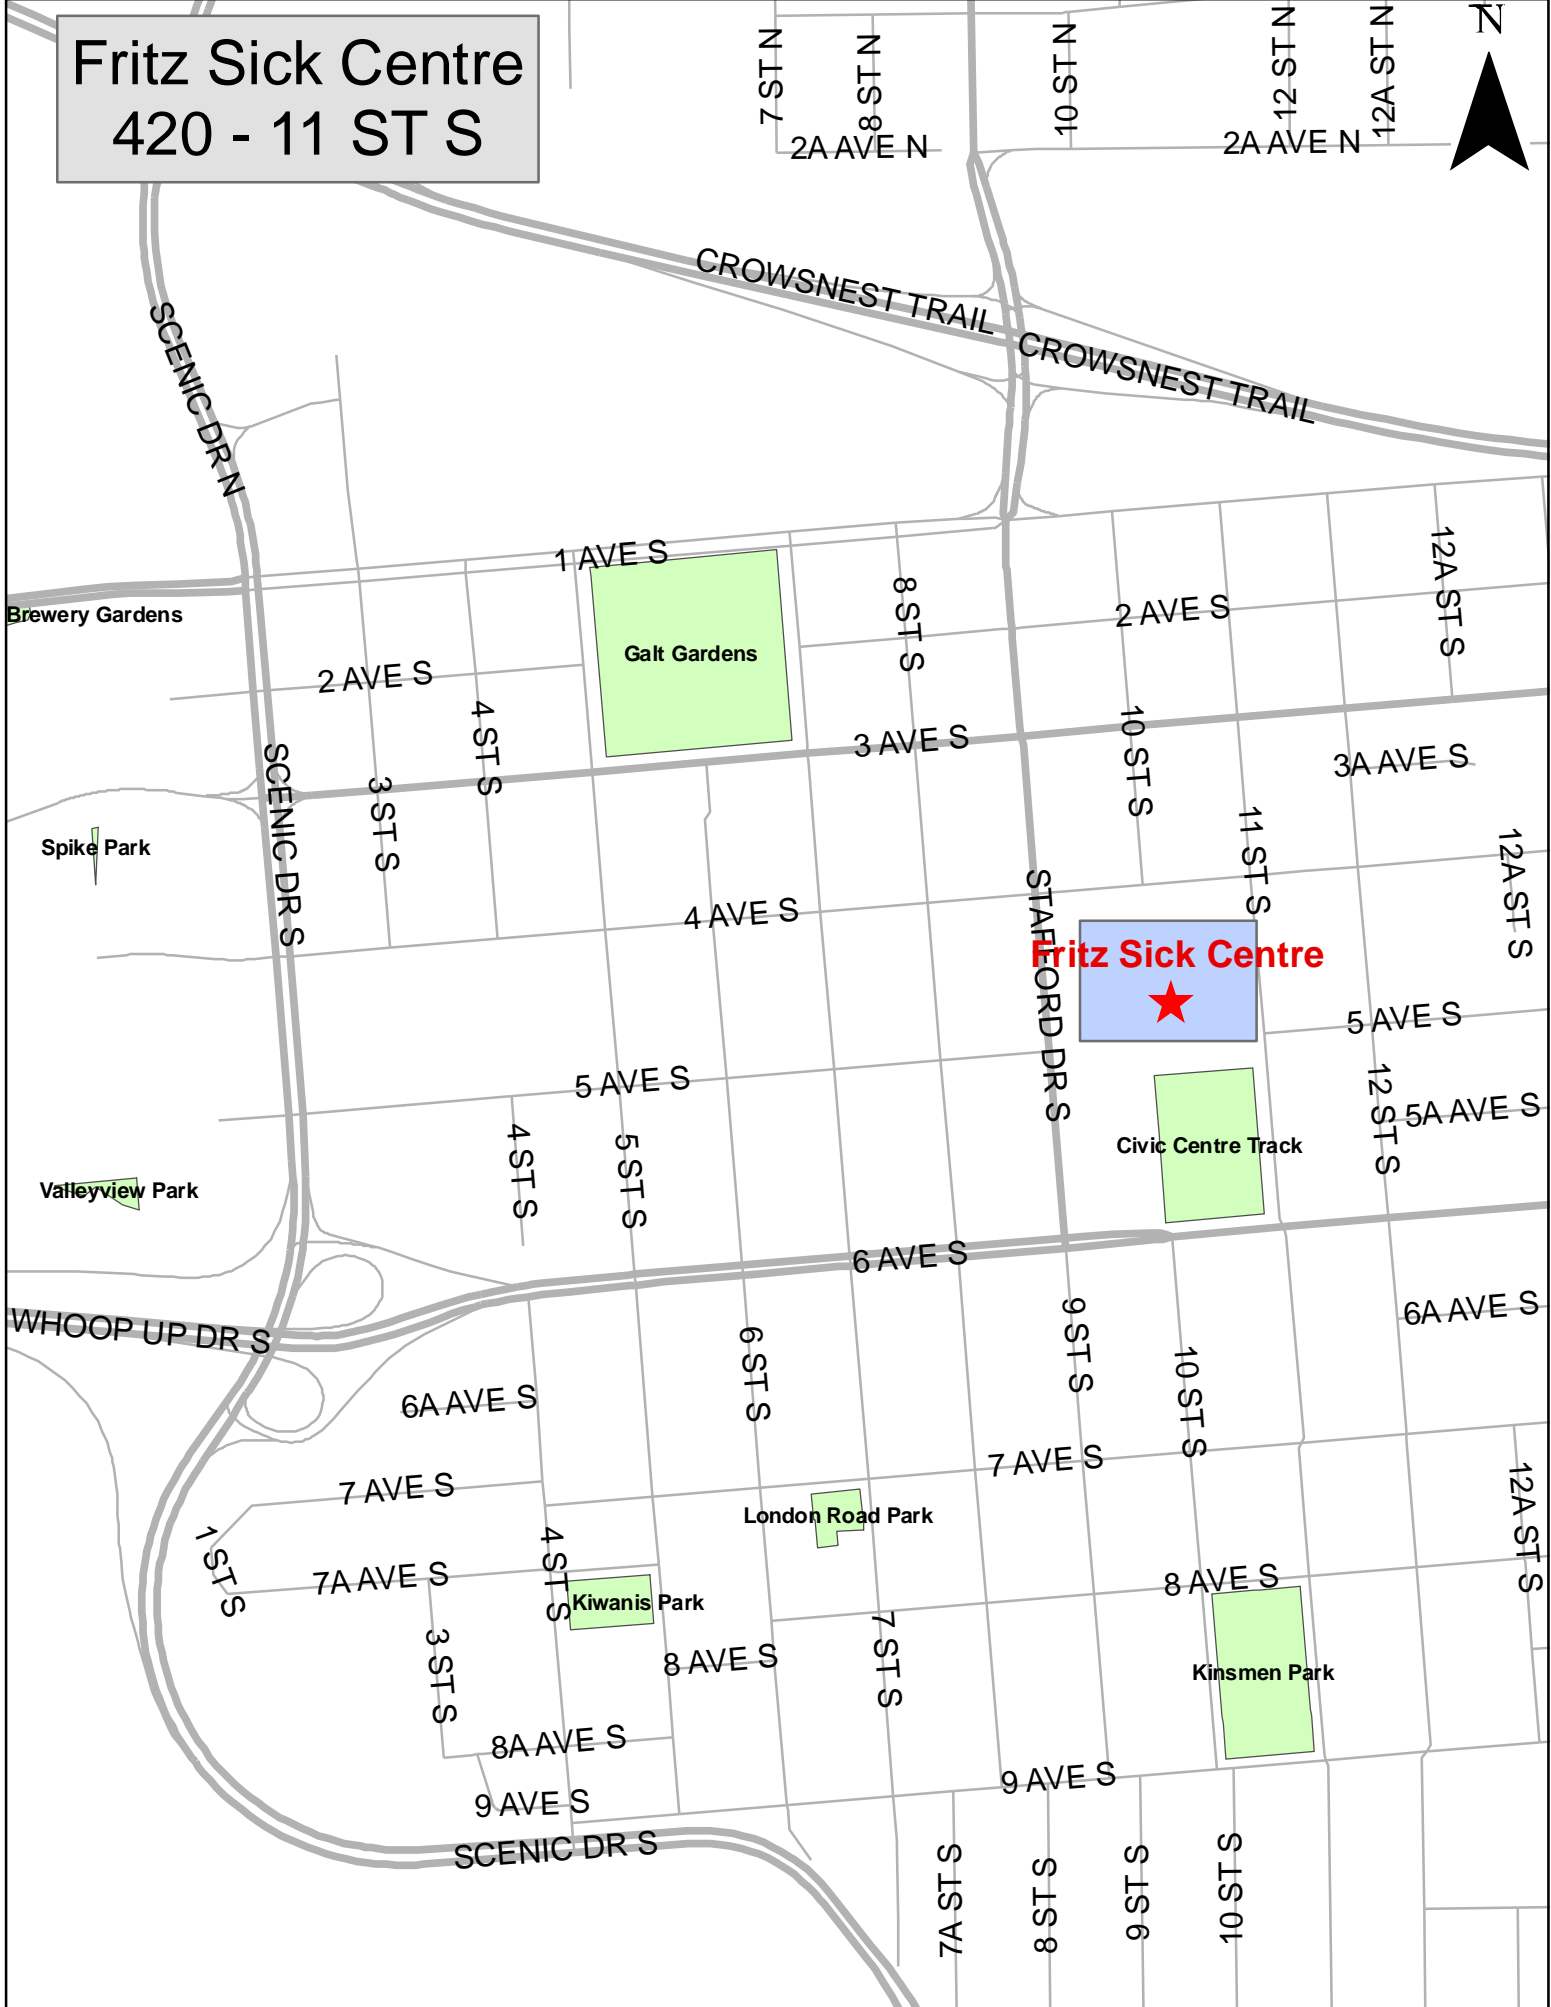 Fritz Sick Centre
420 - 11 ST S
N
7 ST N
8 ST N
10 ST N
12 ST N
12A ST N
2A AVE N
2A AVE N
CROWSNEST TRAIL
CROWSNEST TRAIL
SCENIC DR N
1 AVE S
12A ST S
8 ST S
2 AVE S
Brewery Gardens
Galt Gardens
2 AVE S
4 ST S
10 ST S
3 AVE S
3A AVE S
SCENIC DR S
3 ST S
11 ST S
12A ST S
Spike Park
STAFFORD DR S
4 AVE S
Fritz Sick Centre
5 AVE S
5 AVE S
12 ST S
5A AVE S
4 ST S
5 ST S
Civic Centre Track
Valleyview Park
6 AVE S
WHOOP UP DR S
6A AVE S
9 ST S
6 ST S
10 ST S
6A AVE S
7 AVE S
7 AVE S
12A ST S
London Road Park
1 ST S
4 ST S
7A AVE S
8 AVE S
Kiwanis Park
7 ST S
3 ST S
8 AVE S
Kinsmen Park
8A AVE S
9 AVE S
9 AVE S
SCENIC DR S
7A ST S
8 ST S
9 ST S
10 ST S